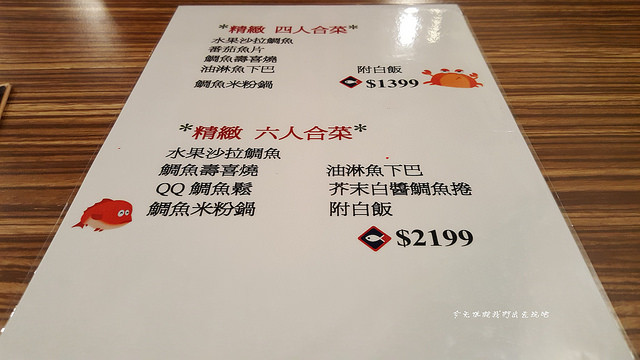 *精緻 四人合菜*
水果沙拉鯛魚
蕃茄魚片
鯛魚壽喜燒
油淋魚下巴
附白飯
鯛魚米粉鍋
$1399
*精緻 六人合菜*
水果沙拉鯛魚
鯛魚壽喜燒
油淋魚下巴
QQ 鯛魚鬆
芥末白醬鯛魚捲
鯛魚米粉鍋
附白飯
$2199